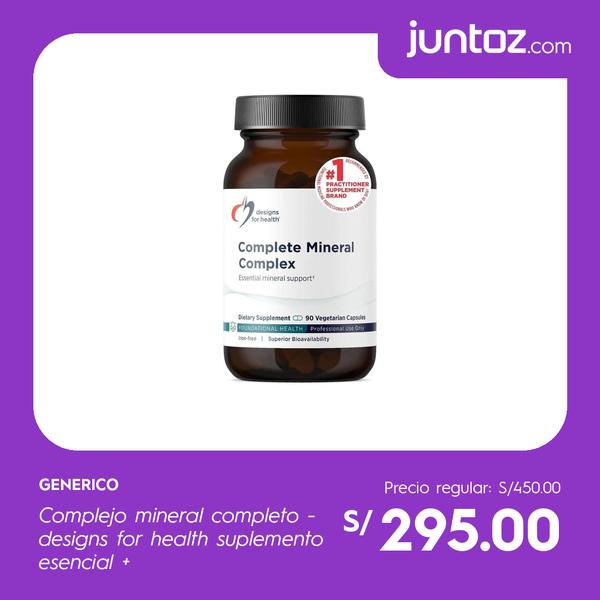 juntoz.com
#1
PRACTITIONER
SUPPLEMENT
BRAND
designs
for health®
Complete Mineral
Complex
Essential mineral support†
Dietary Supplement 90 Vegetarian Capsules
FOUNDATIONAL HEALTH Professional Use Only
Iron-free | Superior Bioavailability
GENERICO
Precio regular: S/450.00
Complejo mineral completo -
designs for health suplemento
esencial +
S/ 295.00